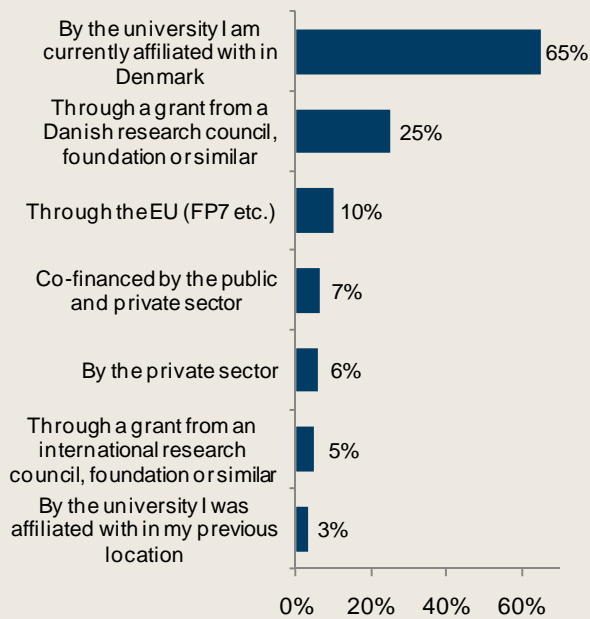 By the university I am
currently affiliated with in
Denmark
65%
Through a grant from a
Danish research council,
foundation or similar
25%
Through the EU (FP7 etc.)
10%
Co-financed by the public
and private sector
7%
By the private sector
6%
Through a grant from an
international research
council, foundation or similar
5%
By the university I was
affiliated with in my previous
location
3%
0% 20% 40% 60%